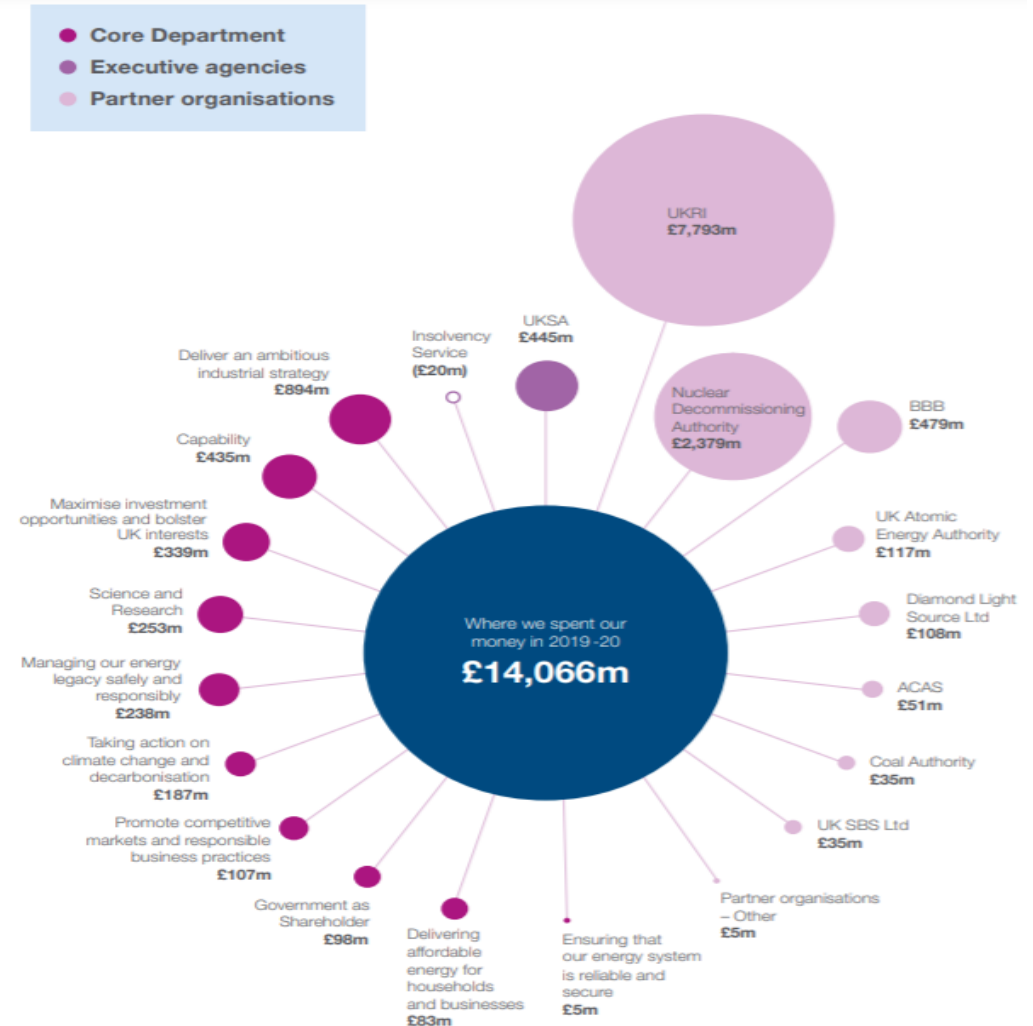 Core Department
Executive agencies
Partner organisations
UKRI
£7,793m
UKSA
£445m
Insolvency
Service
(£20m)
Deliver an ambitious
industrial strategy
£894m
Nuclear
Decommissioning
Authority
£2,379m
BBB
£479m
Capability
£435m
Maximise investment
opportunities and bolster
UK interests
£339m
UK Atomic
Energy Authority
£117m
Science and
Research
£253m
Diamond Light
Source Ltd
£108m
Where we spent our
money in 2019-20
£14,066m
Managing our energy
legacy safely and
responsibly
£238m
ACAS
£51m
Taking action on
climate change and
decarbonisation
£187m
Coal Authority
£35m
Promote competitive
markets and responsible
business practices
£107m
UK SBS Ltd
£35m
Government as
Shareholder
£98m
Partner organisations
– Other
£5m
Delivering
affordable
energy for
households
and businesses
£83m
Ensuring that
our energy system
is reliable and
secure
£5m